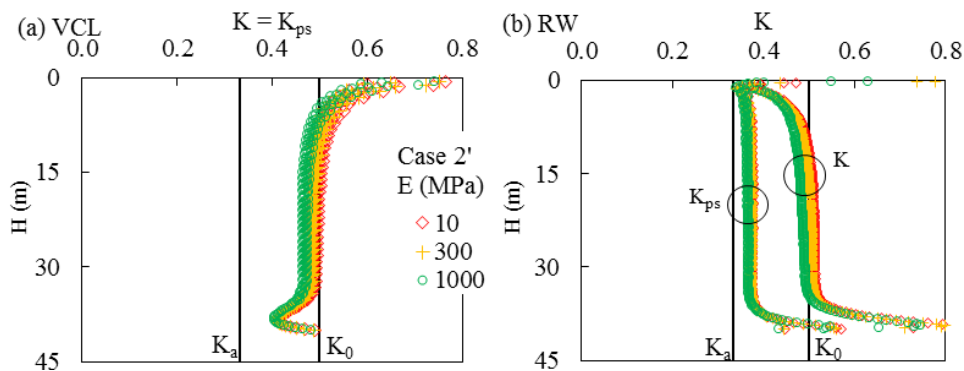 (a) VCL
K = Kps
0.0 0.2 0.4 0.6 0.8
0
15
30
45
H (m)
Case 2'
E (MPa)
10
300
1000
Ka
K0
(b) RW
K
0.0 0.2 0.4 0.6 0.8
0
15
30
45
H (m)
K
Kps
Ka
K0